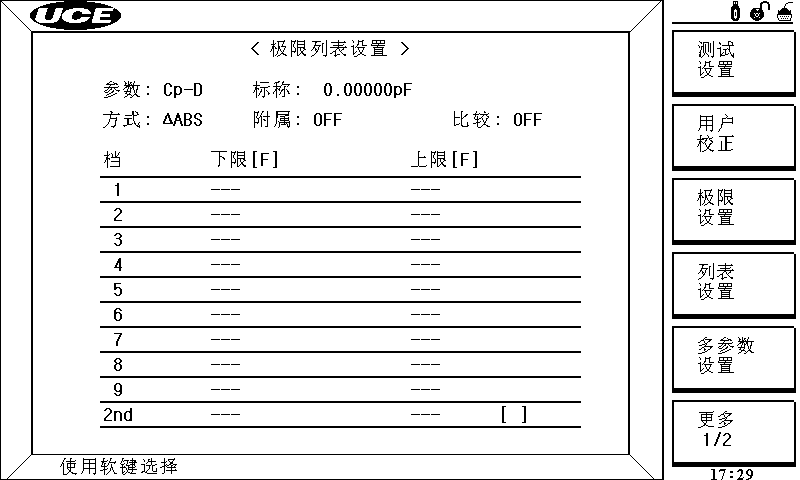 UCE
< 极限列表设置 >
参数: Cp-D 标称: 0.00000pF
方式: ΔABS 附属: OFF 比较: OFF
档 下限[F] 上限[F]
1 --- ---
2 --- ---
3 --- ---
4 --- ---
5 --- ---
6 --- ---
7 --- ---
8 --- ---
9 --- ---
2nd --- --- [ ]
使用软键选择
测试
设置
用户
校正
极限
设置
列表
设置
多参数
设置
更多
1/2
17:29